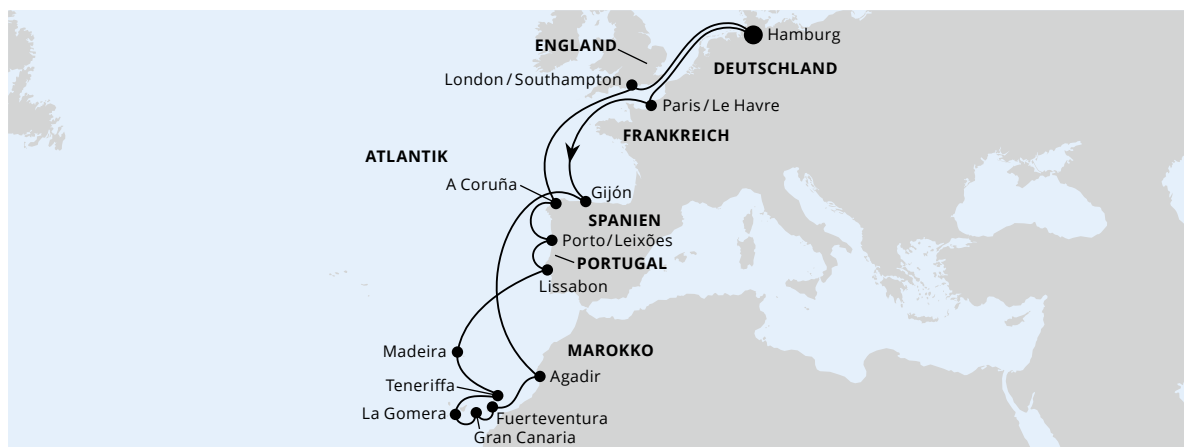 Hamburg
ENGLAND
DEUTSCHLAND
London / Southampton
Paris / Le Havre
FRANKREICH
ATLANTIK
A Coruña
Gijón
SPANIEN
Porto/Leixões
PORTUGAL
Lissabon
Madeira
MAROKKO
Agadir
Teneriffa
La Gomera
Fuerteventura
Gran Canaria